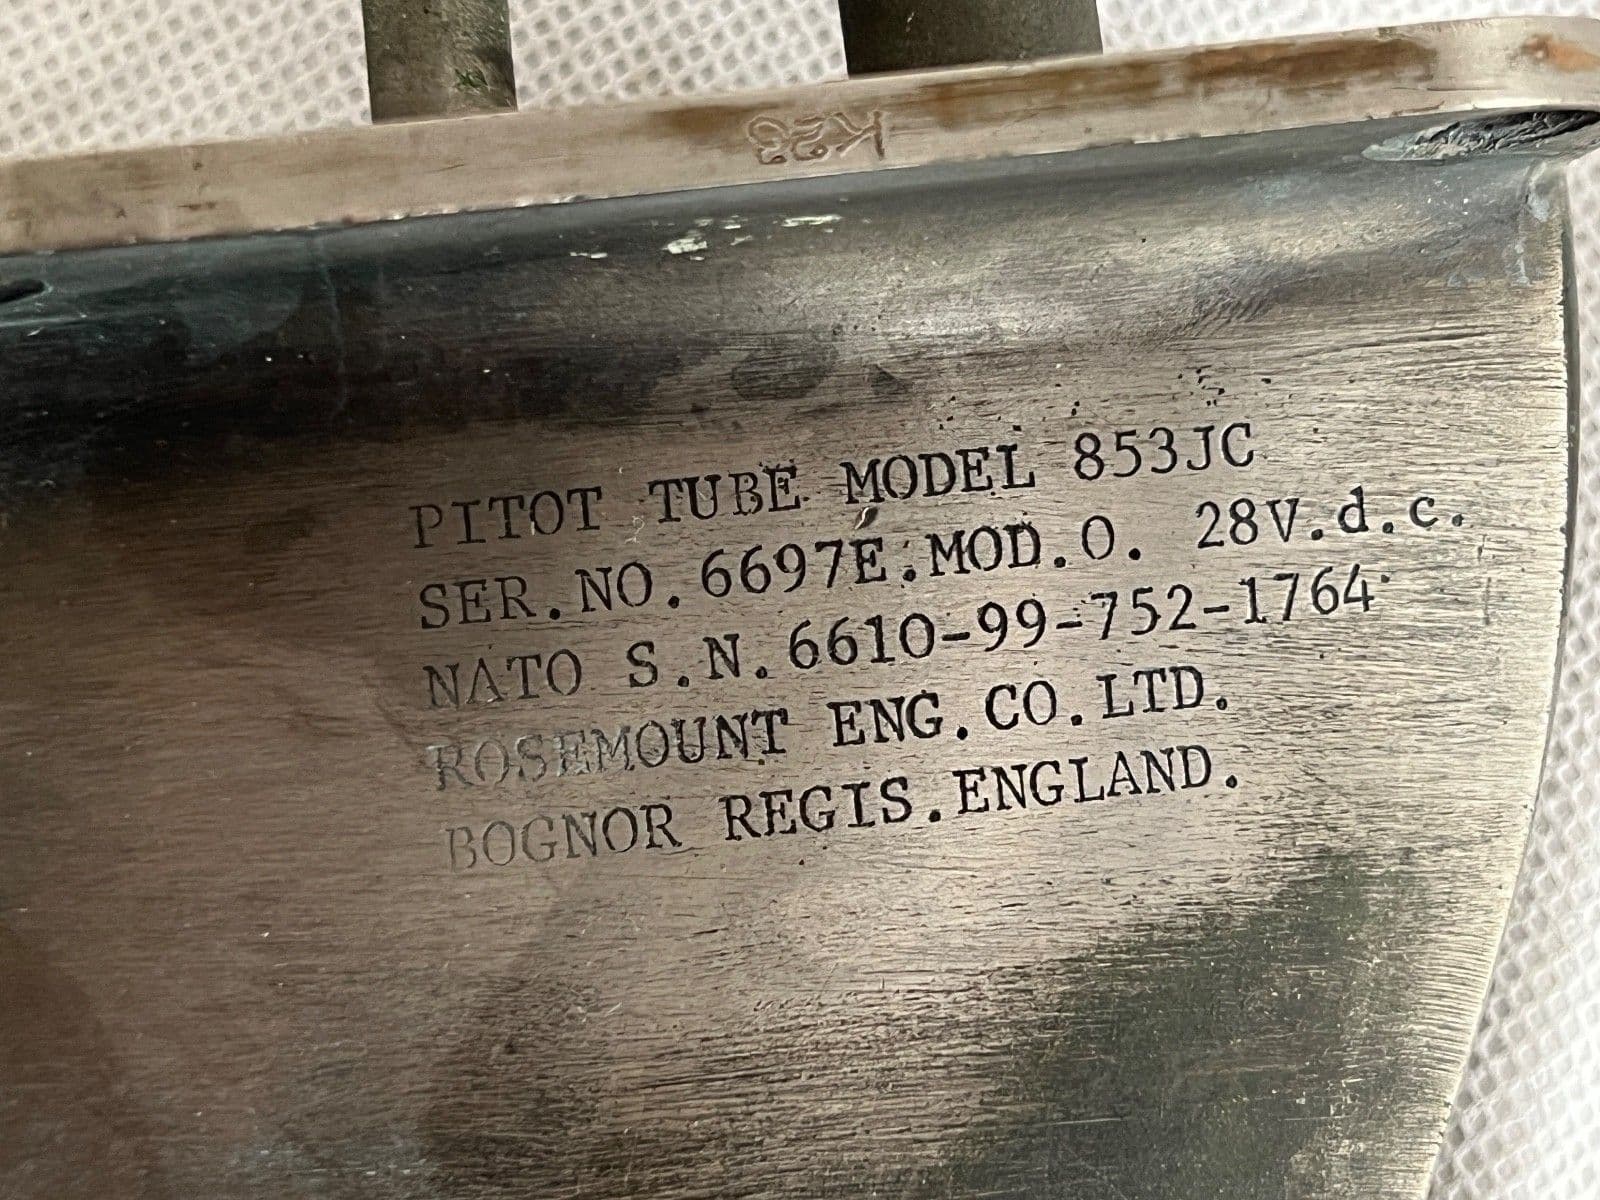 K23
PITOT TUBE MODEL 853JC
SER.NO.6697E.MOD.O. 28V.d.c.
NATO S.N.6610-99-752-1764
ROSEMOUNT ENG.CO.LTD.
BOGNOR REGIS.ENGLAND.